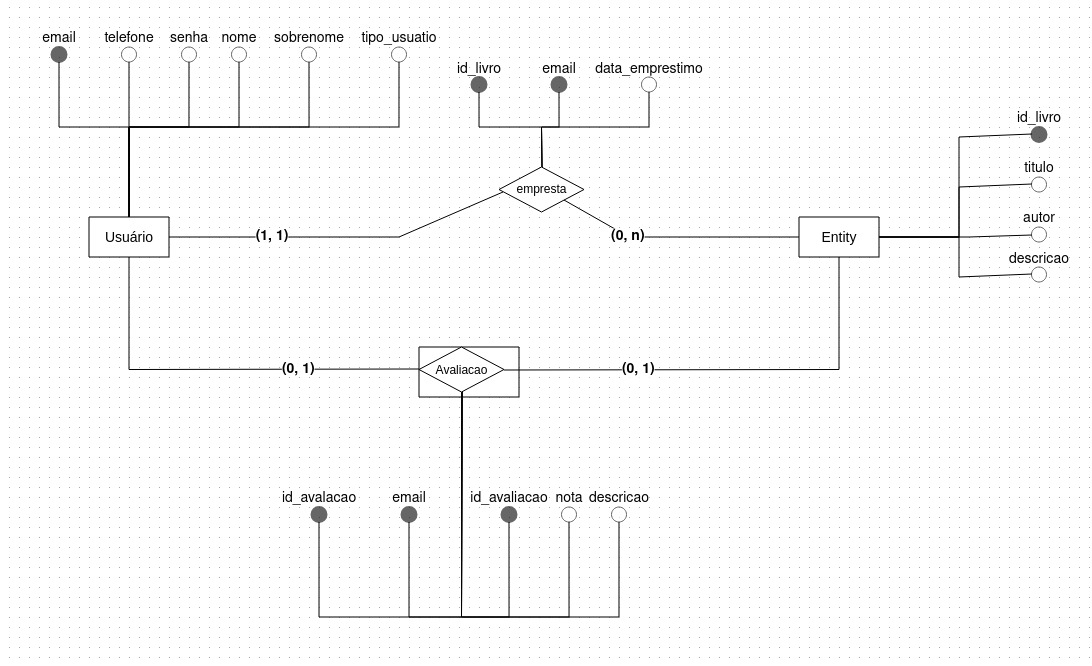 email
telefone
senha
nome
sobrenome
tipo_usuatio
id_livro
email
data_emprestimo
id_livro
titulo
autor
descricao
empresta
Usuário
(1, 1)
(0, n)
Entity
(0, 1)
Avaliacao
(0, 1)
id_avalacao
email
id_avaliacao
nota
descricao